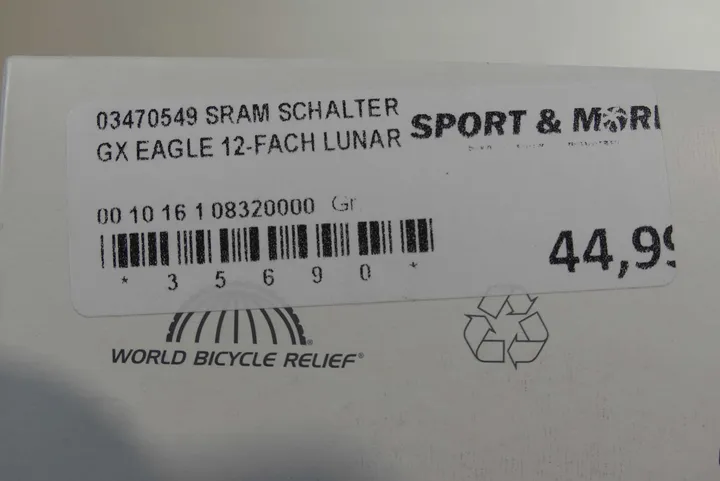 03470549 SRAM SCHALTER
GX EAGLE 12-FACH LUNAR
SPORT & MORE
00 10 16 1 08320000 Gr.
* 3 5 6 9 0 *
44,99
WORLD BICYCLE RELIEF®